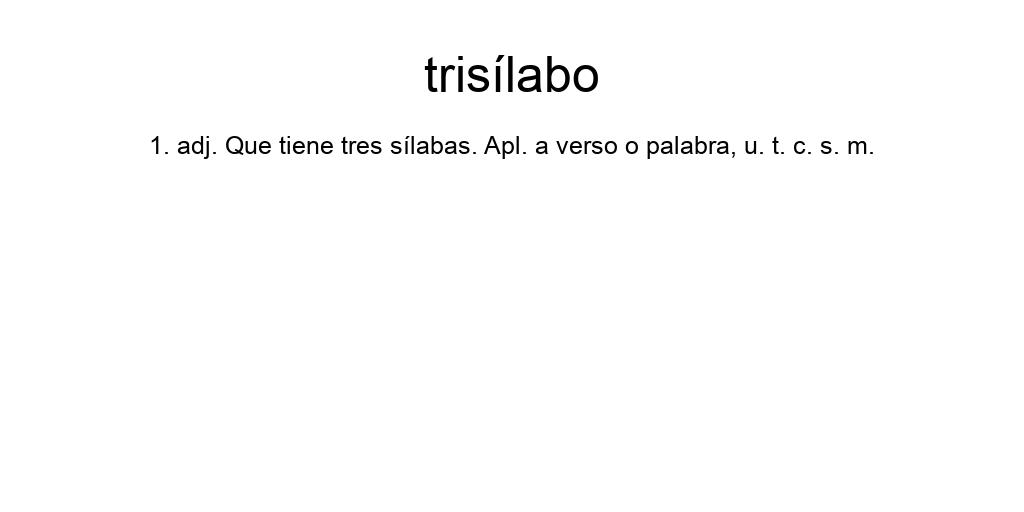 trisílabo
1. adj. Que tiene tres sílabas. Apl. a verso o palabra, u. t. c. s. m.